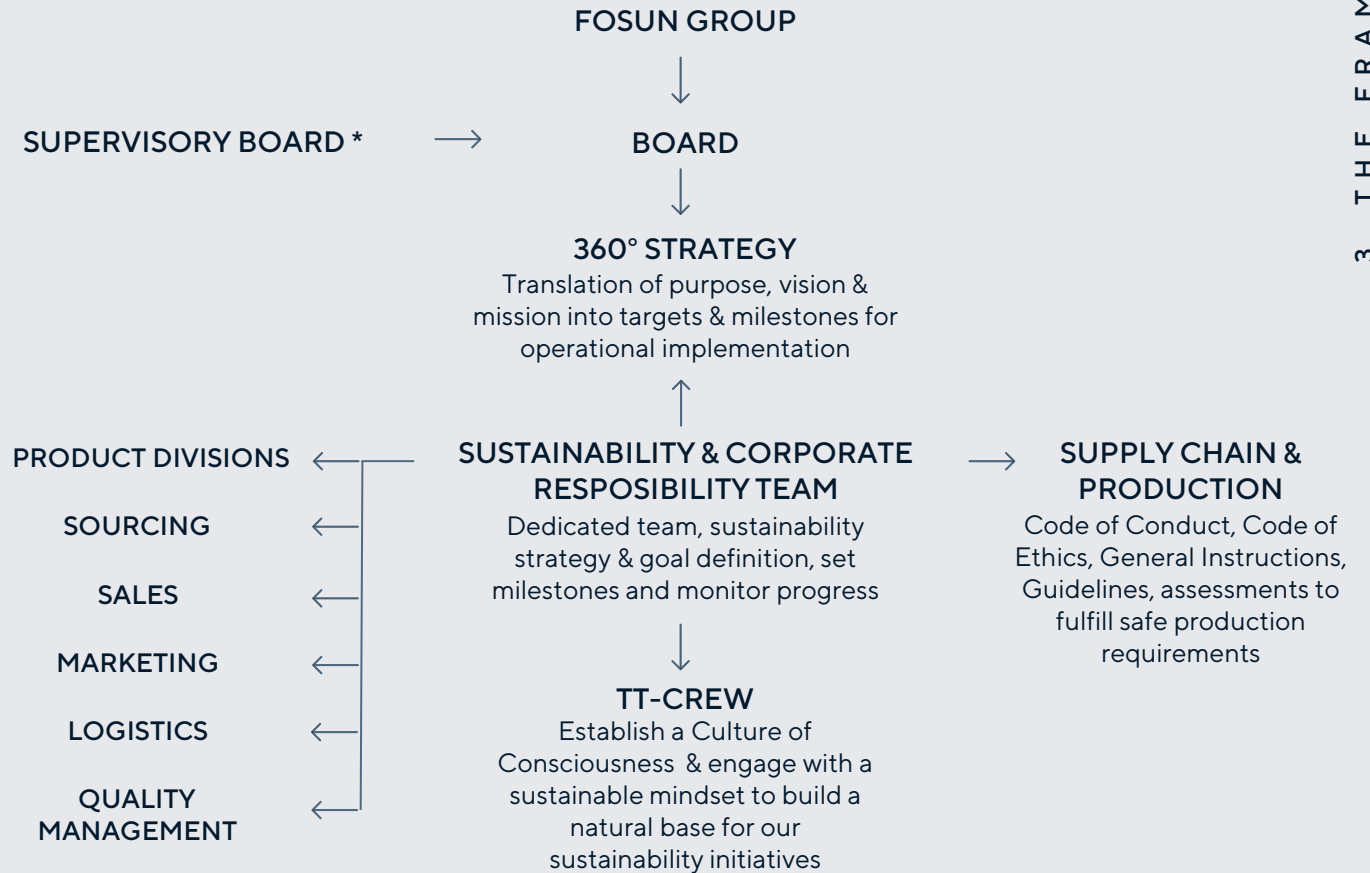 FOSUN GROUP
SUPERVISORY BOARD *
BOARD
360° STRATEGY
Translation of purpose, vision &
mission into targets & milestones for
operational implementation
PRODUCT DIVISIONS
SOURCING
SALES
MARKETING
LOGISTICS
QUALITY
MANAGEMENT
SUSTAINABILITY & CORPORATE
RESPOSIBILITY TEAM
Dedicated team, sustainability
strategy & goal definition, set
milestones and monitor progress
TT-CREW
Establish a Culture of
Consciousness & engage with a
sustainable mindset to build a
natural base for our
sustainability initiatives
SUPPLY CHAIN &
PRODUCTION
Code of Conduct, Code of
Ethics, General Instructions,
Guidelines, assessments to
fulfill safe production
requirements
3 THE